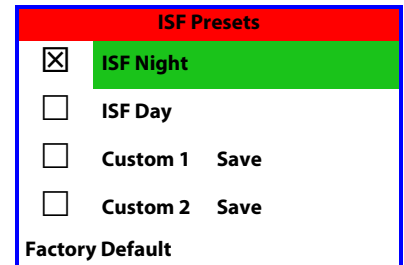 ISF Presets
ISF Night
ISF Day
Custom 1 Save
Custom 2 Save
Factory Default